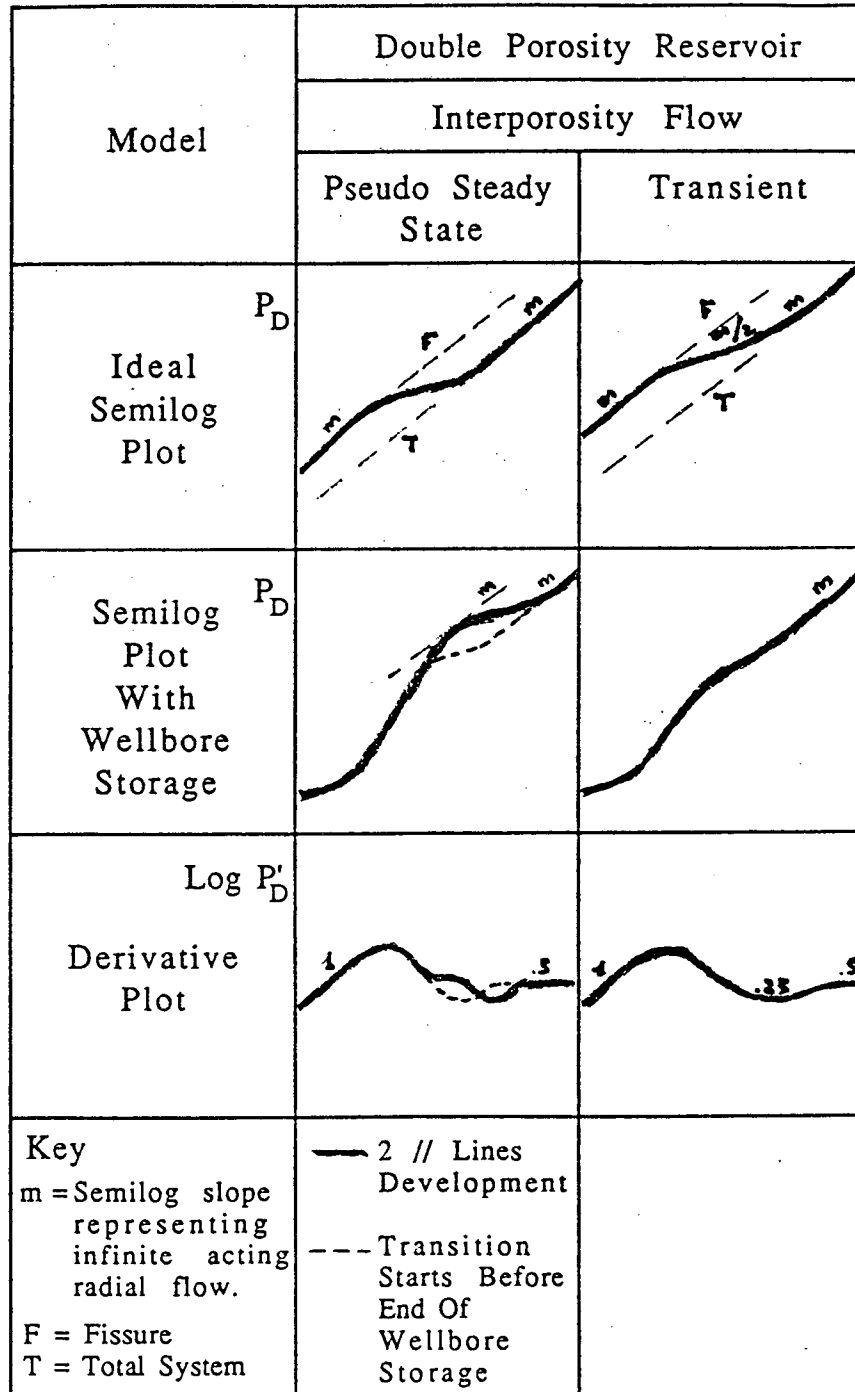 Model
Double Porosity Reservoir
Interporosity Flow
Pseudo Steady
State
Transient
Ideal
Semilog
Plot
P_D
m
F
T
m
m
F
m/2
m
T
Semilog
Plot
With
Wellbore
Storage
P_D
m
m
m
Derivative
Plot
Log P'_D
1
.5
1
.25
.5
Key
m = Semilog slope
representing
infinite acting
radial flow.
F = Fissure
T = Total System
2 // Lines
Development
Transition
Starts Before
End Of
Wellbore
Storage